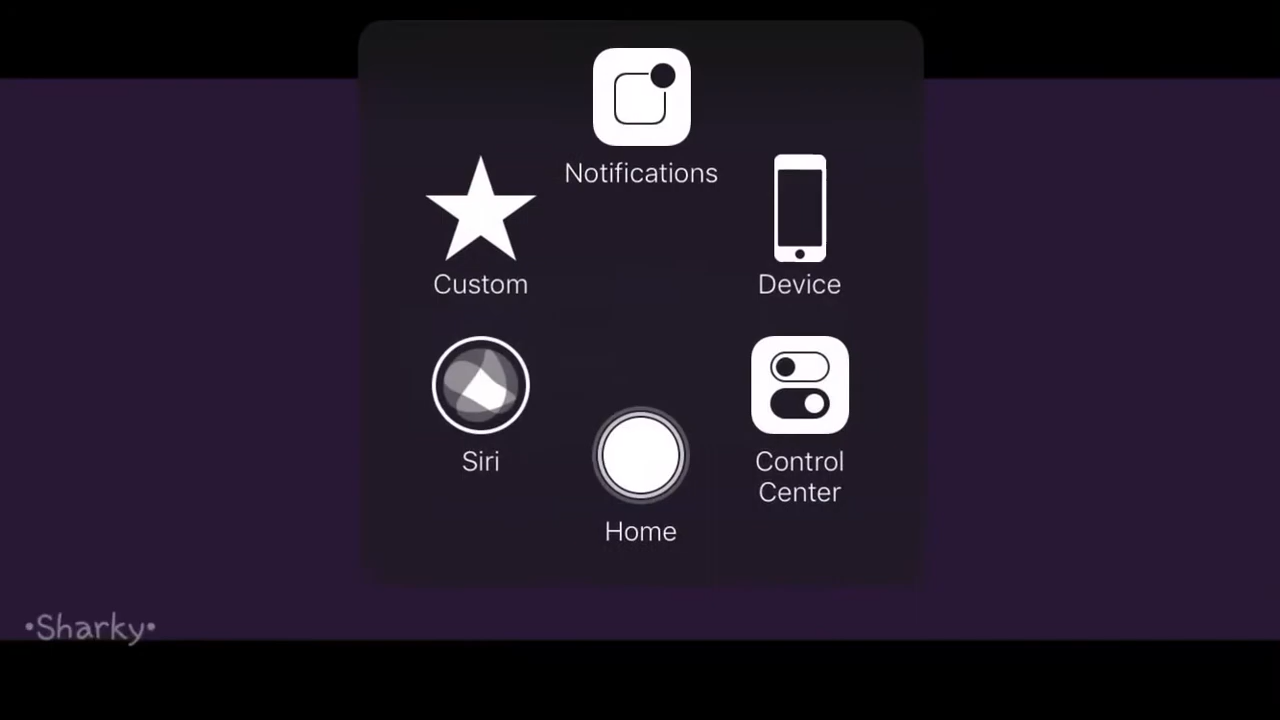 Notifications
Custom
Device
Siri
Control
Center
Home
•Sharky•